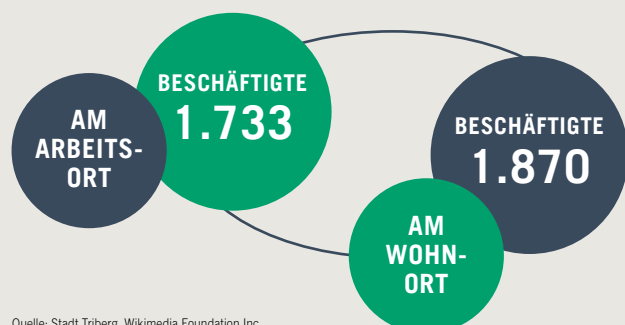 AM
ARBEITS-
ORT
BESCHÄFTIGTE
1.733
BESCHÄFTIGTE
1.870
AM
WOHN-
ORT
Quelle: Stadt Triberg, Wikimedia Foundation Inc.